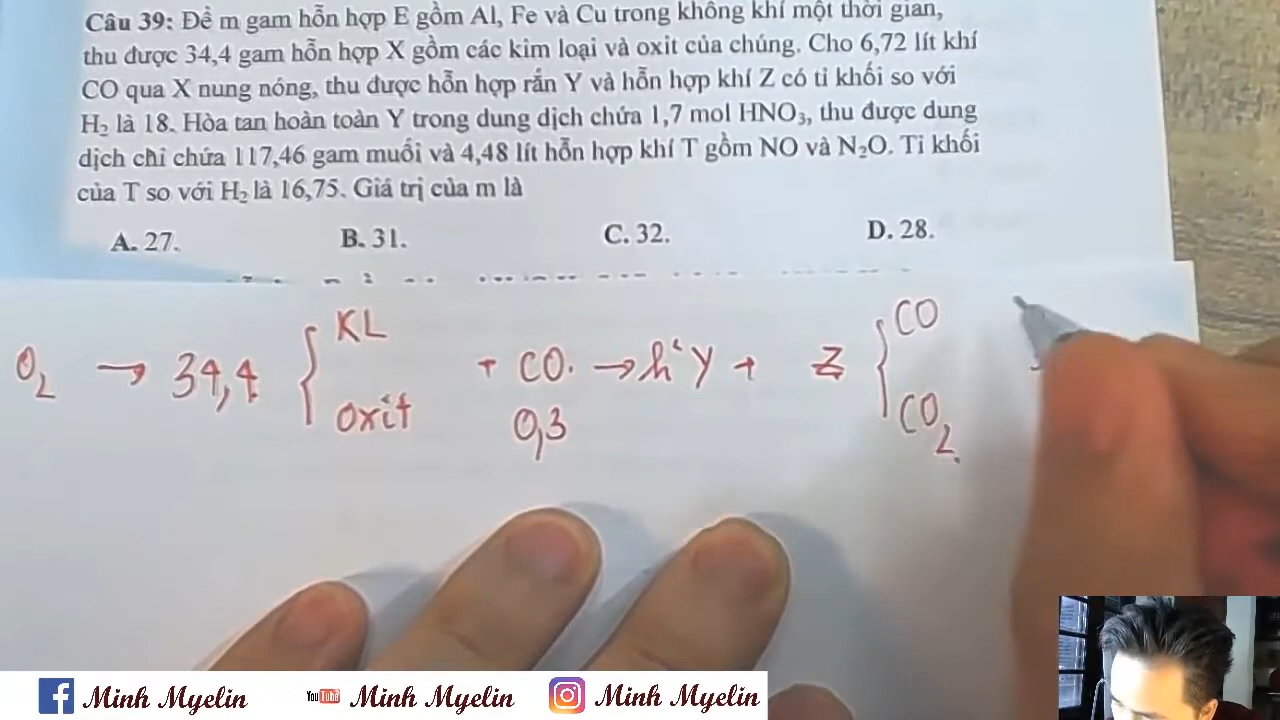 Câu 39: Để m gam hỗn hợp E gồm Al, Fe và Cu trong không khí một thời gian,
thu được 34,4 gam hỗn hợp X gồm các kim loại và oxit của chúng. Cho 6,72 lít khí
CO qua X nung nóng, thu được hỗn hợp rắn Y và hỗn hợp khí Z có tỉ khối so với
H₂ là 18. Hòa tan hoàn toàn Y trong dung dịch chứa 1,7 mol HNO₃, thu được dung
dịch chỉ chứa 117,46 gam muối và 4,48 lít hỗn hợp khí T gồm NO và N₂O. Tỉ khối
của T so với H₂ là 16,75. Giá trị của m là
A. 27. B. 31. C. 32. D. 28.
KL CO
O₂ → 34,4 { + CO. → h² Y + Z {
oxit 0,3 CO₂
Minh Myelin YouTube Minh Myelin Minh Myelin